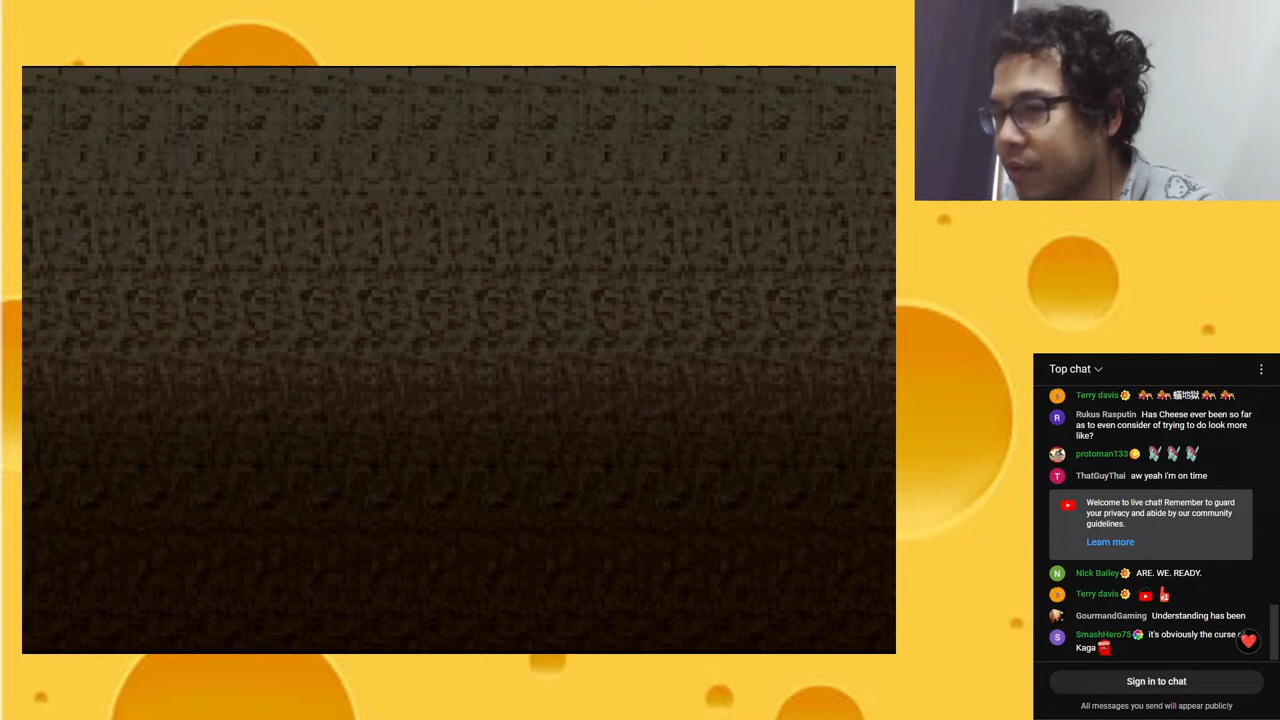 Top chat
Terry davis 蟻地獄
Rukus Rasputin Has Cheese ever been so far
as to even consider of trying to do look more
like?
protoman133
ThatGuyThai aw yeah I'm on time
Welcome to live chat! Remember to guard
your privacy and abide by our community
guidelines.
Learn more
Nick Bailey ARE. WE. READY.
Terry davis
GourmandGaming Understanding has been
SmashHero75 it's obviously the curse
Kaga
Sign in to chat
All messages you send will appear publicly